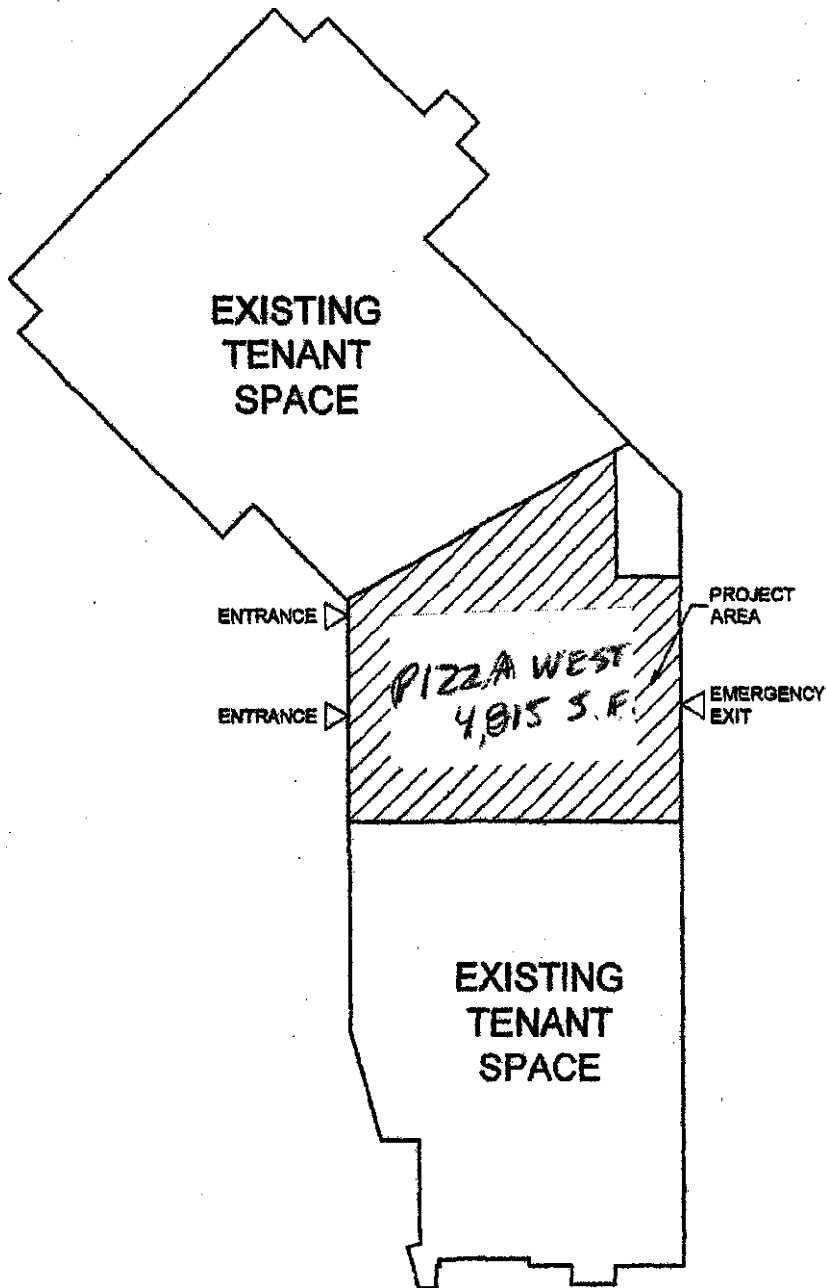 EXISTING
TENANT
SPACE
ENTRANCE
PROJECT
AREA
PIZZA WEST
4,815 S.F.
ENTRANCE
EMERGENCY
EXIT
EXISTING
TENANT
SPACE